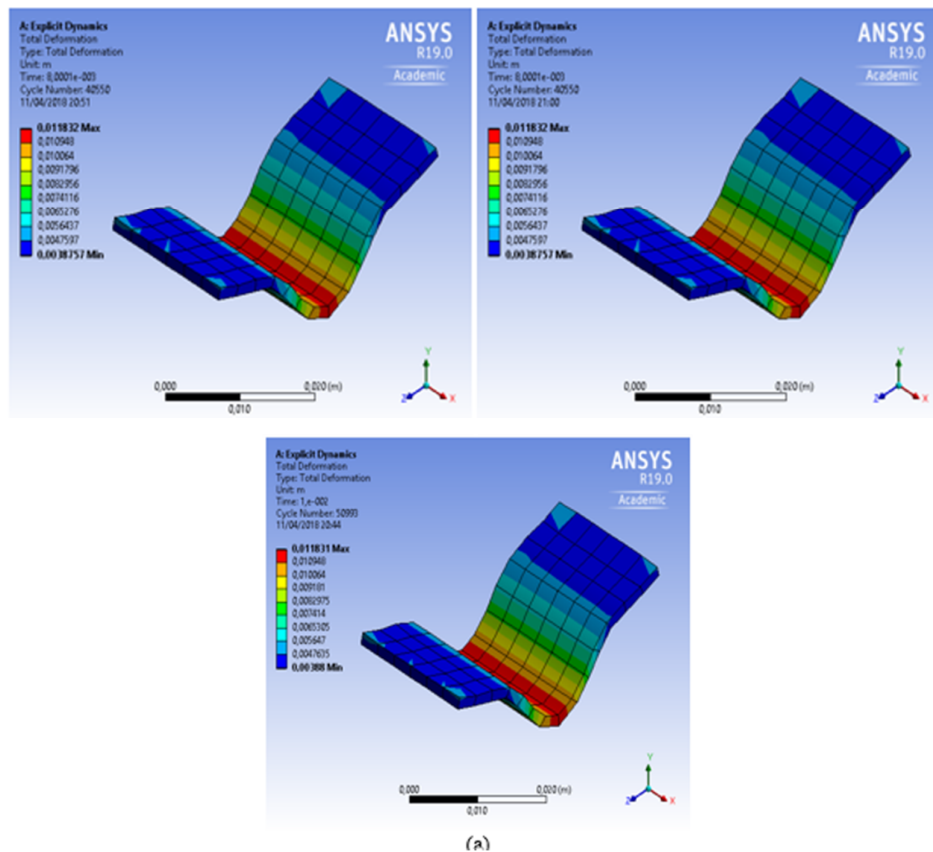 A: Explicit Dynamics
Total Deformation
Type: Total Deformation
Unit: m
Time: 8,0001e-003
Cycle Number: 40550
11/04/2018 20:51
ANSYS
R19.0
Academic
0,011832 Max
0,010948
0,010064
0,0091796
0,0082956
0,0074116
0,0065276
0,0056437
0,0047597
0,0038757 Min
0,000
0,020 (m)
0,010
Y
Z
X
A: Explicit Dynamics
Total Deformation
Type: Total Deformation
Unit: m
Time: 8,0001e-003
Cycle Number: 40550
11/04/2018 21:00
ANSYS
R19.0
Academic
0,011832 Max
0,010948
0,010064
0,0091796
0,0082956
0,0074116
0,0065276
0,0056437
0,0047597
0,0038757 Min
0,000
0,020 (m)
0,010
Y
Z
X
A: Explicit Dynamics
Total Deformation
Type: Total Deformation
Unit: m
Time: 1,e-002
Cycle Number: 50993
11/04/2018 20:44
ANSYS
R19.0
Academic
0,011831 Max
0,010948
0,010064
0,009181
0,0082975
0,007414
0,0065305
0,005647
0,0047635
0,00388 Min
0,000
0,020 (m)
0,010
Y
Z
X
(a)